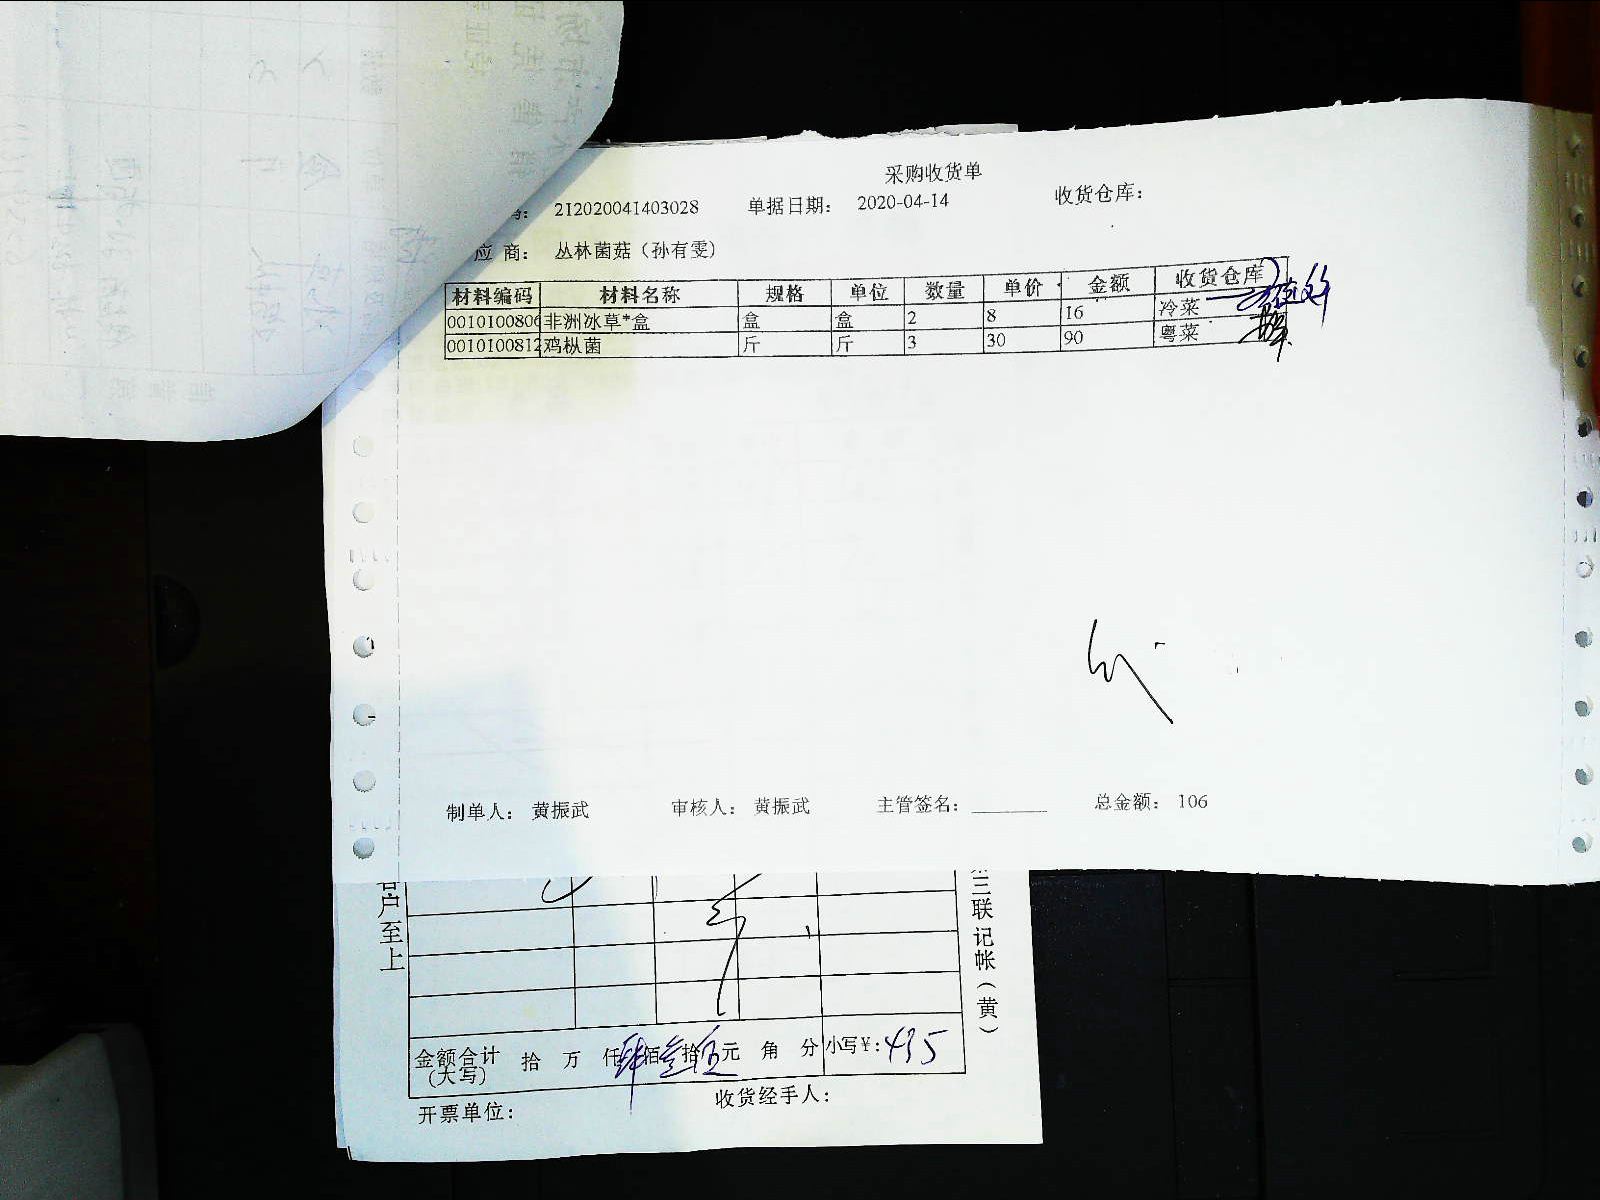 采购收货单
212020041403028 单据日期: 2020-04-14 收货仓库:
应 商: 丛林菌菇（孙有雯）
材料编码 材料名称 规格 单位 数量 单价 金额 收货仓库
0010100806 非洲冰草*盒 盒 盒 2 8 16 冷菜
0010100812 鸡枞菌 斤 斤 3 30 90 粤菜
制单人: 黄振武 审核人: 黄振武 主管签名: 总金额: 106
户至上
三联 记帐（黄）
金额合计(大写) 拾 万 仟 肆佰 叁拾 伍元 角 分 小写¥: 435
开票单位: 收货经手人: